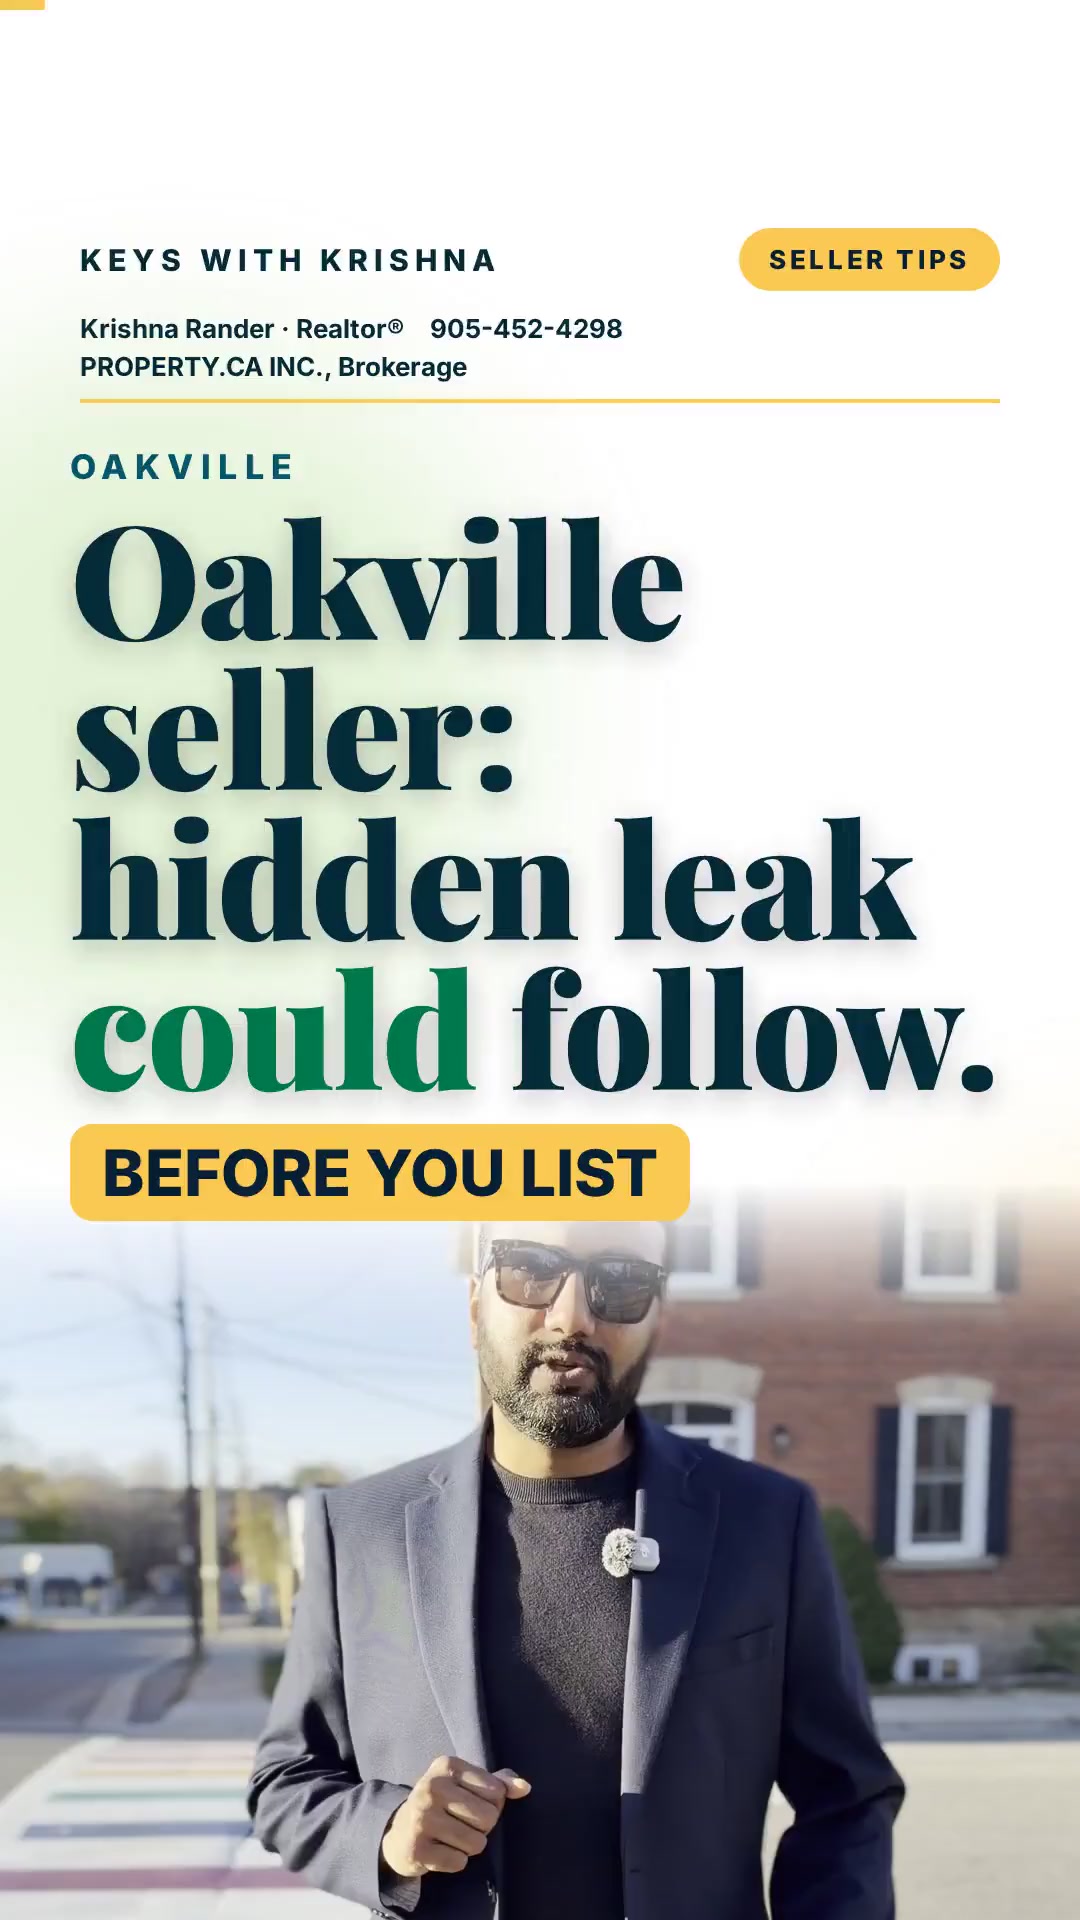 KEYS WITH KRISHNA
SELLER TIPS
Krishna Rander · Realtor® 905-452-4298
PROPERTY.CA INC., Brokerage
OAKVILLE
Oakville
seller:
hidden leak
could follow.
BEFORE YOU LIST